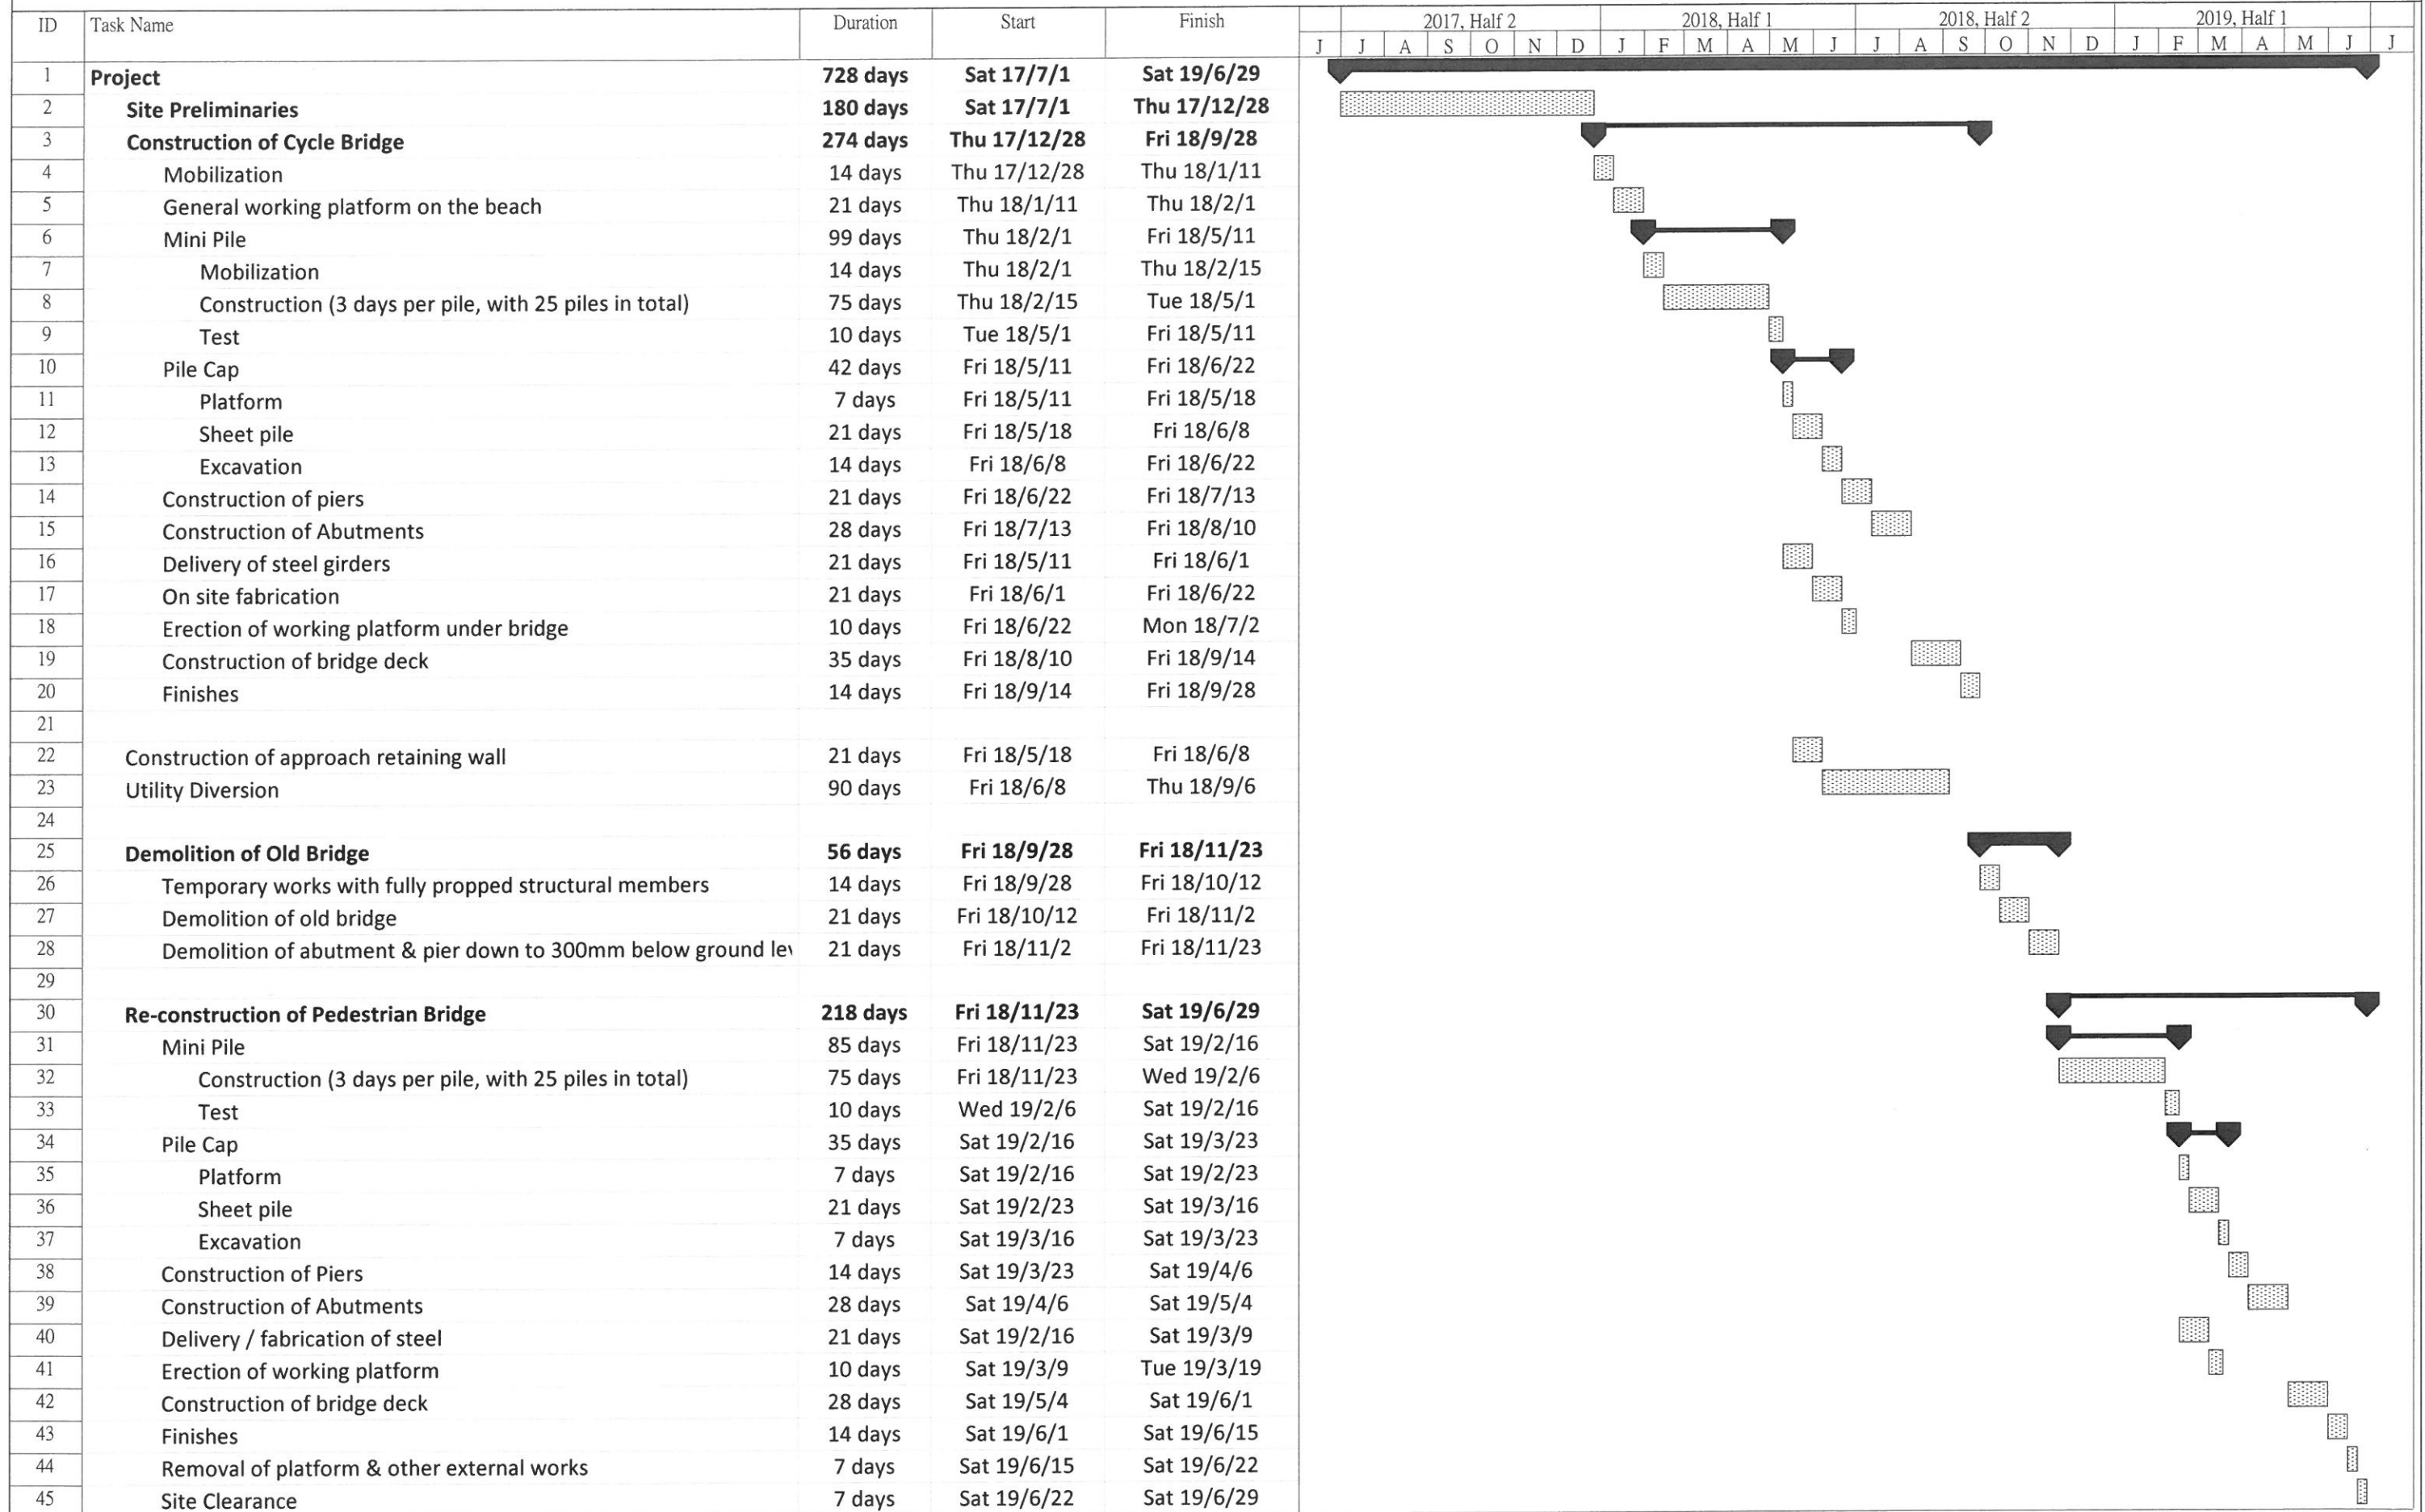 ID Task Name Duration Start Finish 2017, Half 2 2018, Half 1 2018, Half 2 2019, Half 1
J J A S O N D J F M A M J J A S O N D J F M A M J J
1 Project 728 days Sat 17/7/1 Sat 19/6/29
2 Site Preliminaries 180 days Sat 17/7/1 Thu 17/12/28
3 Construction of Cycle Bridge 274 days Thu 17/12/28 Fri 18/9/28
4 Mobilization 14 days Thu 17/12/28 Thu 18/1/11
5 General working platform on the beach 21 days Thu 18/1/11 Thu 18/2/1
6 Mini Pile 99 days Thu 18/2/1 Fri 18/5/11
7 Mobilization 14 days Thu 18/2/1 Thu 18/2/15
8 Construction (3 days per pile, with 25 piles in total) 75 days Thu 18/2/15 Tue 18/5/1
9 Test 10 days Tue 18/5/1 Fri 18/5/11
10 Pile Cap 42 days Fri 18/5/11 Fri 18/6/22
11 Platform 7 days Fri 18/5/11 Fri 18/5/18
12 Sheet pile 21 days Fri 18/5/18 Fri 18/6/8
13 Excavation 14 days Fri 18/6/8 Fri 18/6/22
14 Construction of piers 21 days Fri 18/6/22 Fri 18/7/13
15 Construction of Abutments 28 days Fri 18/7/13 Fri 18/8/10
16 Delivery of steel girders 21 days Fri 18/5/11 Fri 18/6/1
17 On site fabrication 21 days Fri 18/6/1 Fri 18/6/22
18 Erection of working platform under bridge 10 days Fri 18/6/22 Mon 18/7/2
19 Construction of bridge deck 35 days Fri 18/8/10 Fri 18/9/14
20 Finishes 14 days Fri 18/9/14 Fri 18/9/28
21
22 Construction of approach retaining wall 21 days Fri 18/5/18 Fri 18/6/8
23 Utility Diversion 90 days Fri 18/6/8 Thu 18/9/6
24
25 Demolition of Old Bridge 56 days Fri 18/9/28 Fri 18/11/23
26 Temporary works with fully propped structural members 14 days Fri 18/9/28 Fri 18/10/12
27 Demolition of old bridge 21 days Fri 18/10/12 Fri 18/11/2
28 Demolition of abutment & pier down to 300mm below ground 21 days Fri 18/11/2 Fri 18/11/23
29
30 Re-construction of Pedestrian Bridge 218 days Fri 18/11/23 Sat 19/6/29
31 Mini Pile 85 days Fri 18/11/23 Sat 19/2/16
32 Construction (3 days per pile, with 25 piles in total) 75 days Fri 18/11/23 Wed 19/2/6
33 Test 10 days Wed 19/2/6 Sat 19/2/16
34 Pile Cap 35 days Sat 19/2/16 Sat 19/3/23
35 Platform 7 days Sat 19/2/16 Sat 19/2/23
36 Sheet pile 21 days Sat 19/2/23 Sat 19/3/16
37 Excavation 7 days Sat 19/3/16 Sat 19/3/23
38 Construction of Piers 14 days Sat 19/3/23 Sat 19/4/6
39 Construction of Abutments 28 days Sat 19/4/6 Sat 19/5/4
40 Delivery / fabrication of steel 21 days Sat 19/2/16 Sat 19/3/9
41 Erection of working platform 10 days Sat 19/3/9 Tue 19/3/19
42 Construction of bridge deck 28 days Sat 19/5/4 Sat 19/6/1
43 Finishes 14 days Sat 19/6/1 Sat 19/6/15
44 Removal of platform & other external works 7 days Sat 19/6/15 Sat 19/6/22
45 Site Clearance 7 days Sat 19/6/22 Sat 19/6/29